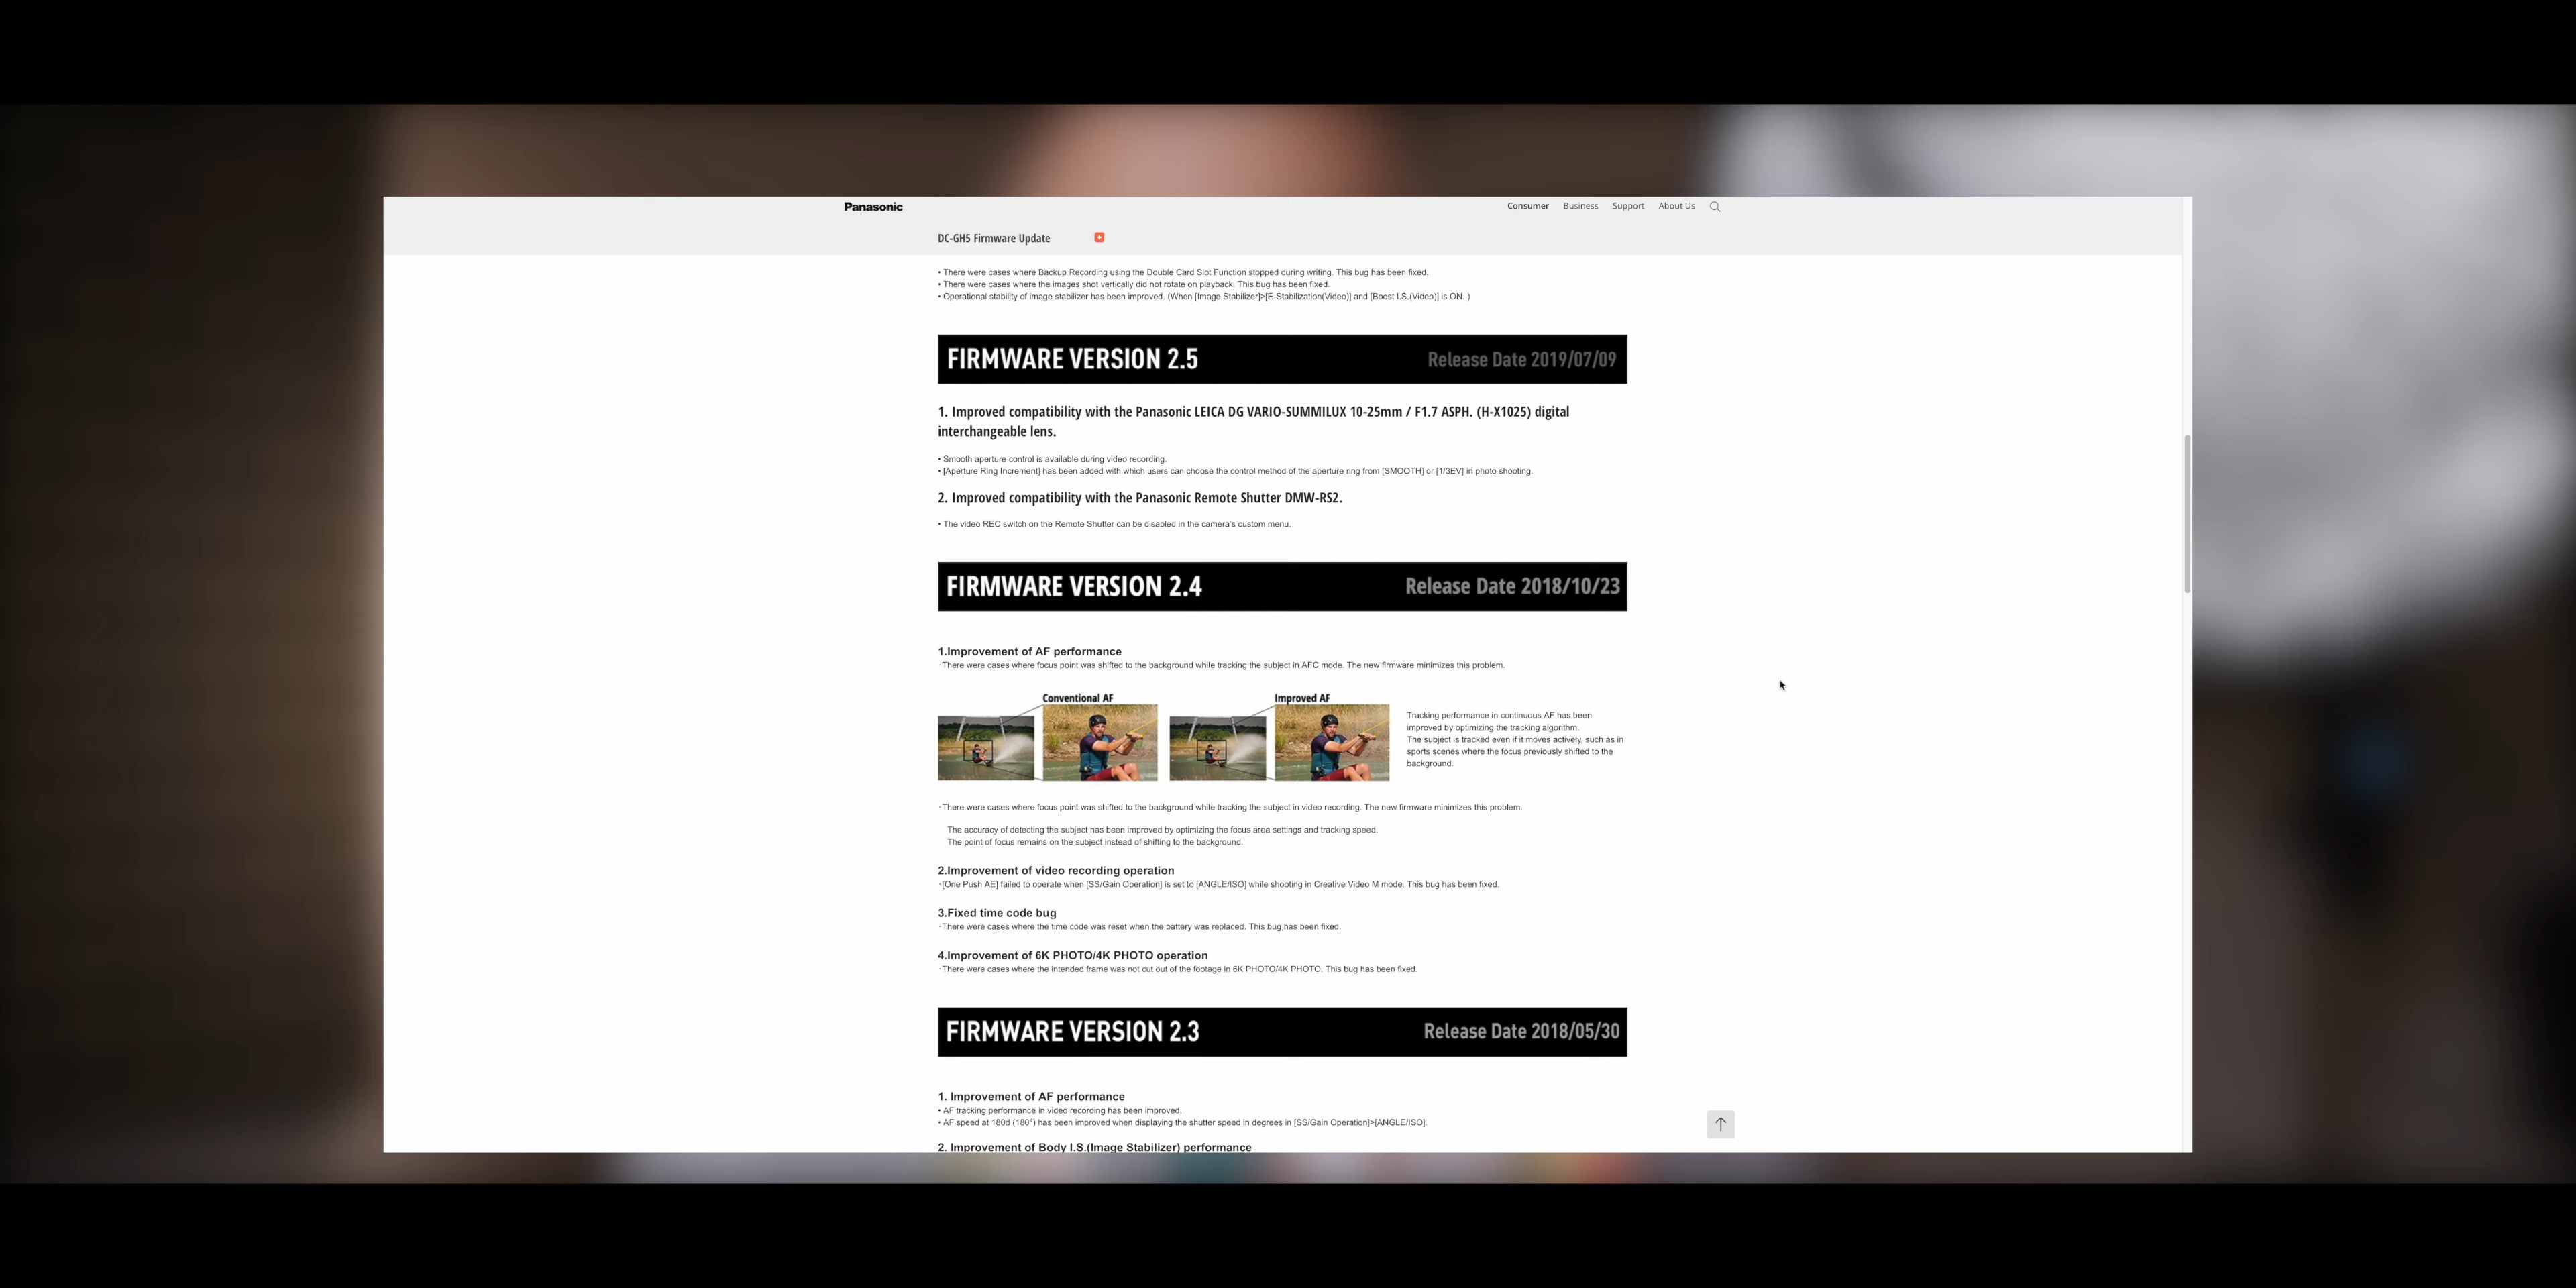 Panasonic
Consumer Business Support About Us
DC-GH5 Firmware Update
• There were cases where Backup Recording using the Double Card Slot Function stopped during writing. This bug has been fixed.
• There were cases where the images shot vertically did not rotate on playback. This bug has been fixed.
• Operational stability of image stabilizer has been improved. (When [Image Stabilizer]>[E-Stabilization(Video)] and [Boost I.S.(Video)] is ON. )
FIRMWARE VERSION 2.5 Release Date 2019/07/09
1. Improved compatibility with the Panasonic LEICA DG VARIO-SUMMILUX 10-25mm / F1.7 ASPH. (H-X1025) digital
interchangeable lens.
• Smooth aperture control is available during video recording.
• [Aperture Ring Increment] has been added with which users can choose the control method of the aperture ring from [SMOOTH] or [1/3EV] in photo shooting.
2. Improved compatibility with the Panasonic Remote Shutter DMW-RS2.
• The video REC switch on the Remote Shutter can be disabled in the camera's custom menu.
FIRMWARE VERSION 2.4 Release Date 2018/10/23
1.Improvement of AF performance
·There were cases where focus point was shifted to the background while tracking the subject in AFC mode. The new firmware minimizes this problem.
Conventional AF Improved AF
Tracking performance in continuous AF has been
improved by optimizing the tracking algorithm.
The subject is tracked even if it moves actively, such as in
sports scenes where the focus previously shifted to the
background.
·There were cases where focus point was shifted to the background while tracking the subject in video recording. The new firmware minimizes this problem.
The accuracy of detecting the subject has been improved by optimizing the focus area settings and tracking speed.
The point of focus remains on the subject instead of shifting to the background.
2.Improvement of video recording operation
·[One Push AE] failed to operate when [SS/Gain Operation] is set to [ANGLE/ISO] while shooting in Creative Video M mode. This bug has been fixed.
3.Fixed time code bug
·There were cases where the time code was reset when the battery was replaced. This bug has been fixed.
4.Improvement of 6K PHOTO/4K PHOTO operation
·There were cases where the intended frame was not cut out of the footage in 6K PHOTO/4K PHOTO. This bug has been fixed.
FIRMWARE VERSION 2.3 Release Date 2018/05/30
1. Improvement of AF performance
• AF tracking performance in video recording has been improved.
• AF speed at 180d (180°) has been improved when displaying the shutter speed in degrees in [SS/Gain Operation]>[ANGLE/ISO].
2. Improvement of Body I.S.(Image Stabilizer) performance